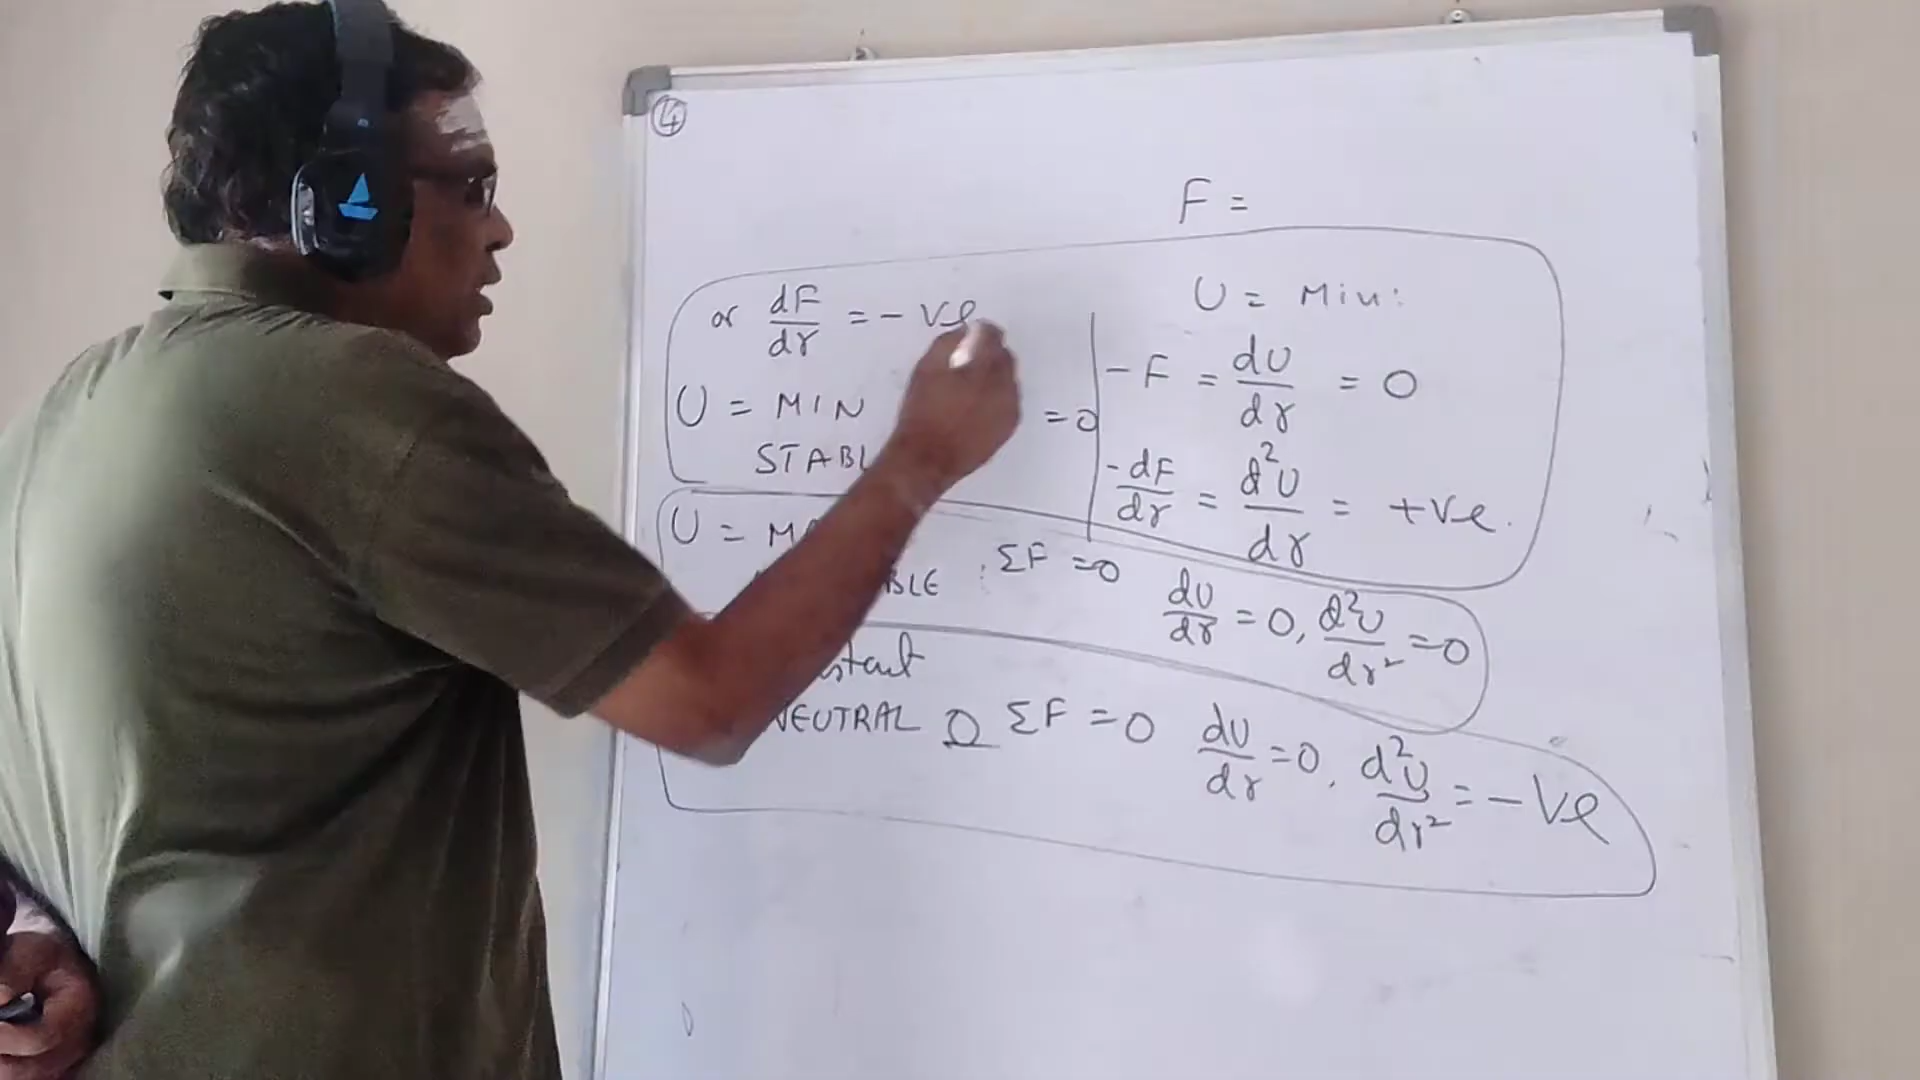 ④
F =
or dF/dr = - ve
U = MIN
STABL
= 0
U = Min:
- F = dU/dr = 0
- dF/dr = d²U/dr = + ve.
U =
BLE : ΣF = 0 dU/dr = 0, d²U/dr² = 0
NEUTRAL O ΣF = 0 dU/dr = 0, d²U/dr² = - Ve